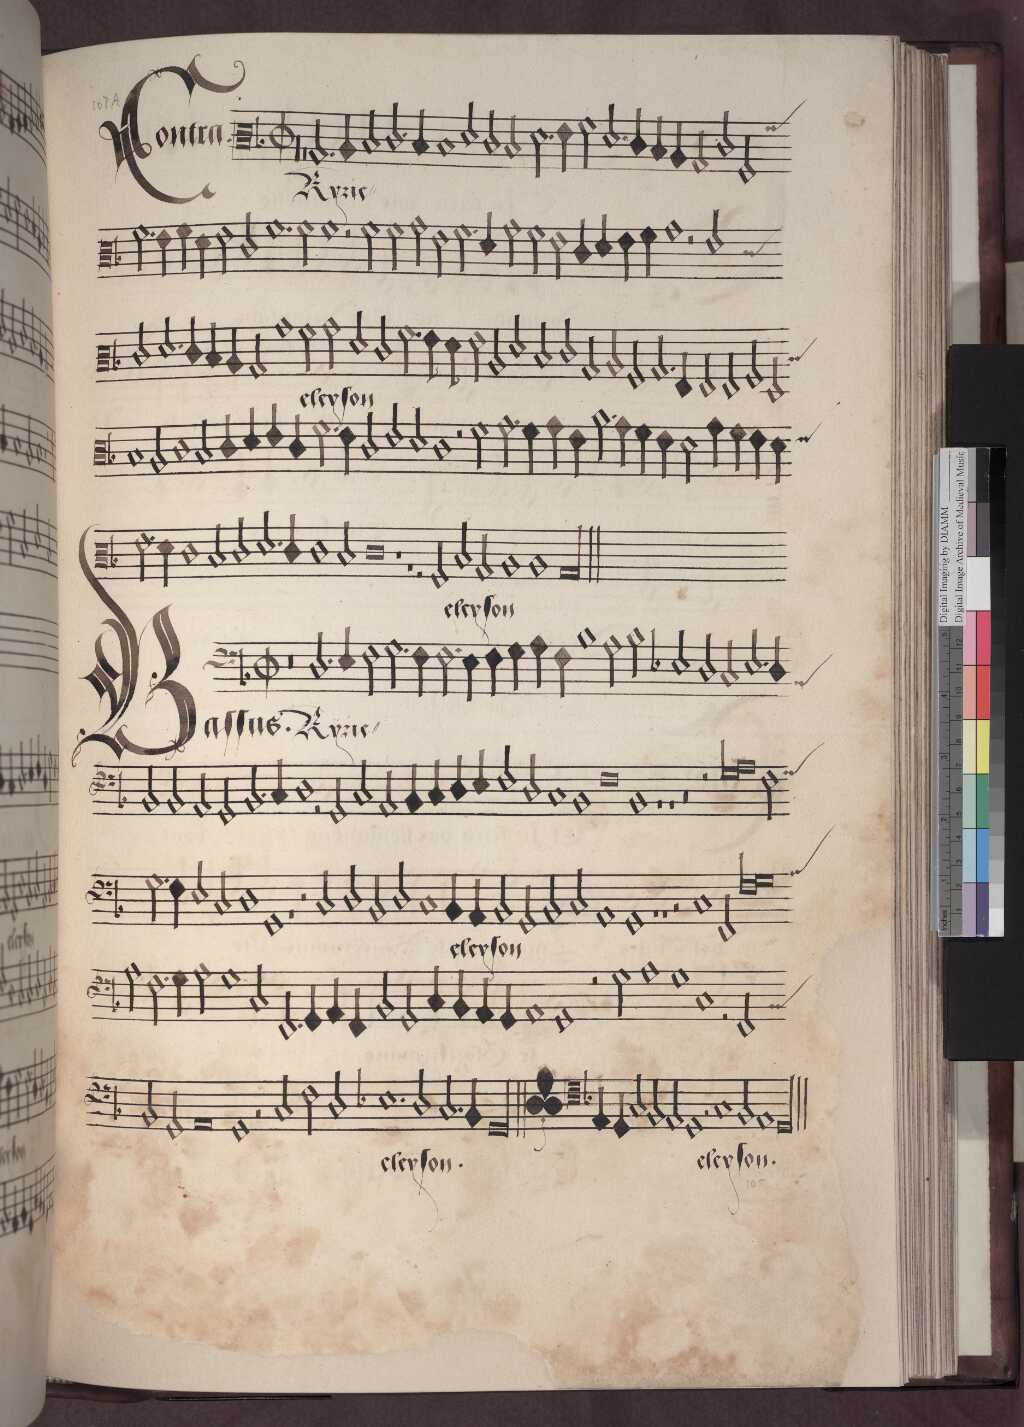 Contra.
Kyrie
eleyson
eleyson
Bassus. Kyrie
eleyson
eleyson. eleyson.
Digital Imaging by DIAMM
Digital Image Archive of Medieval Music